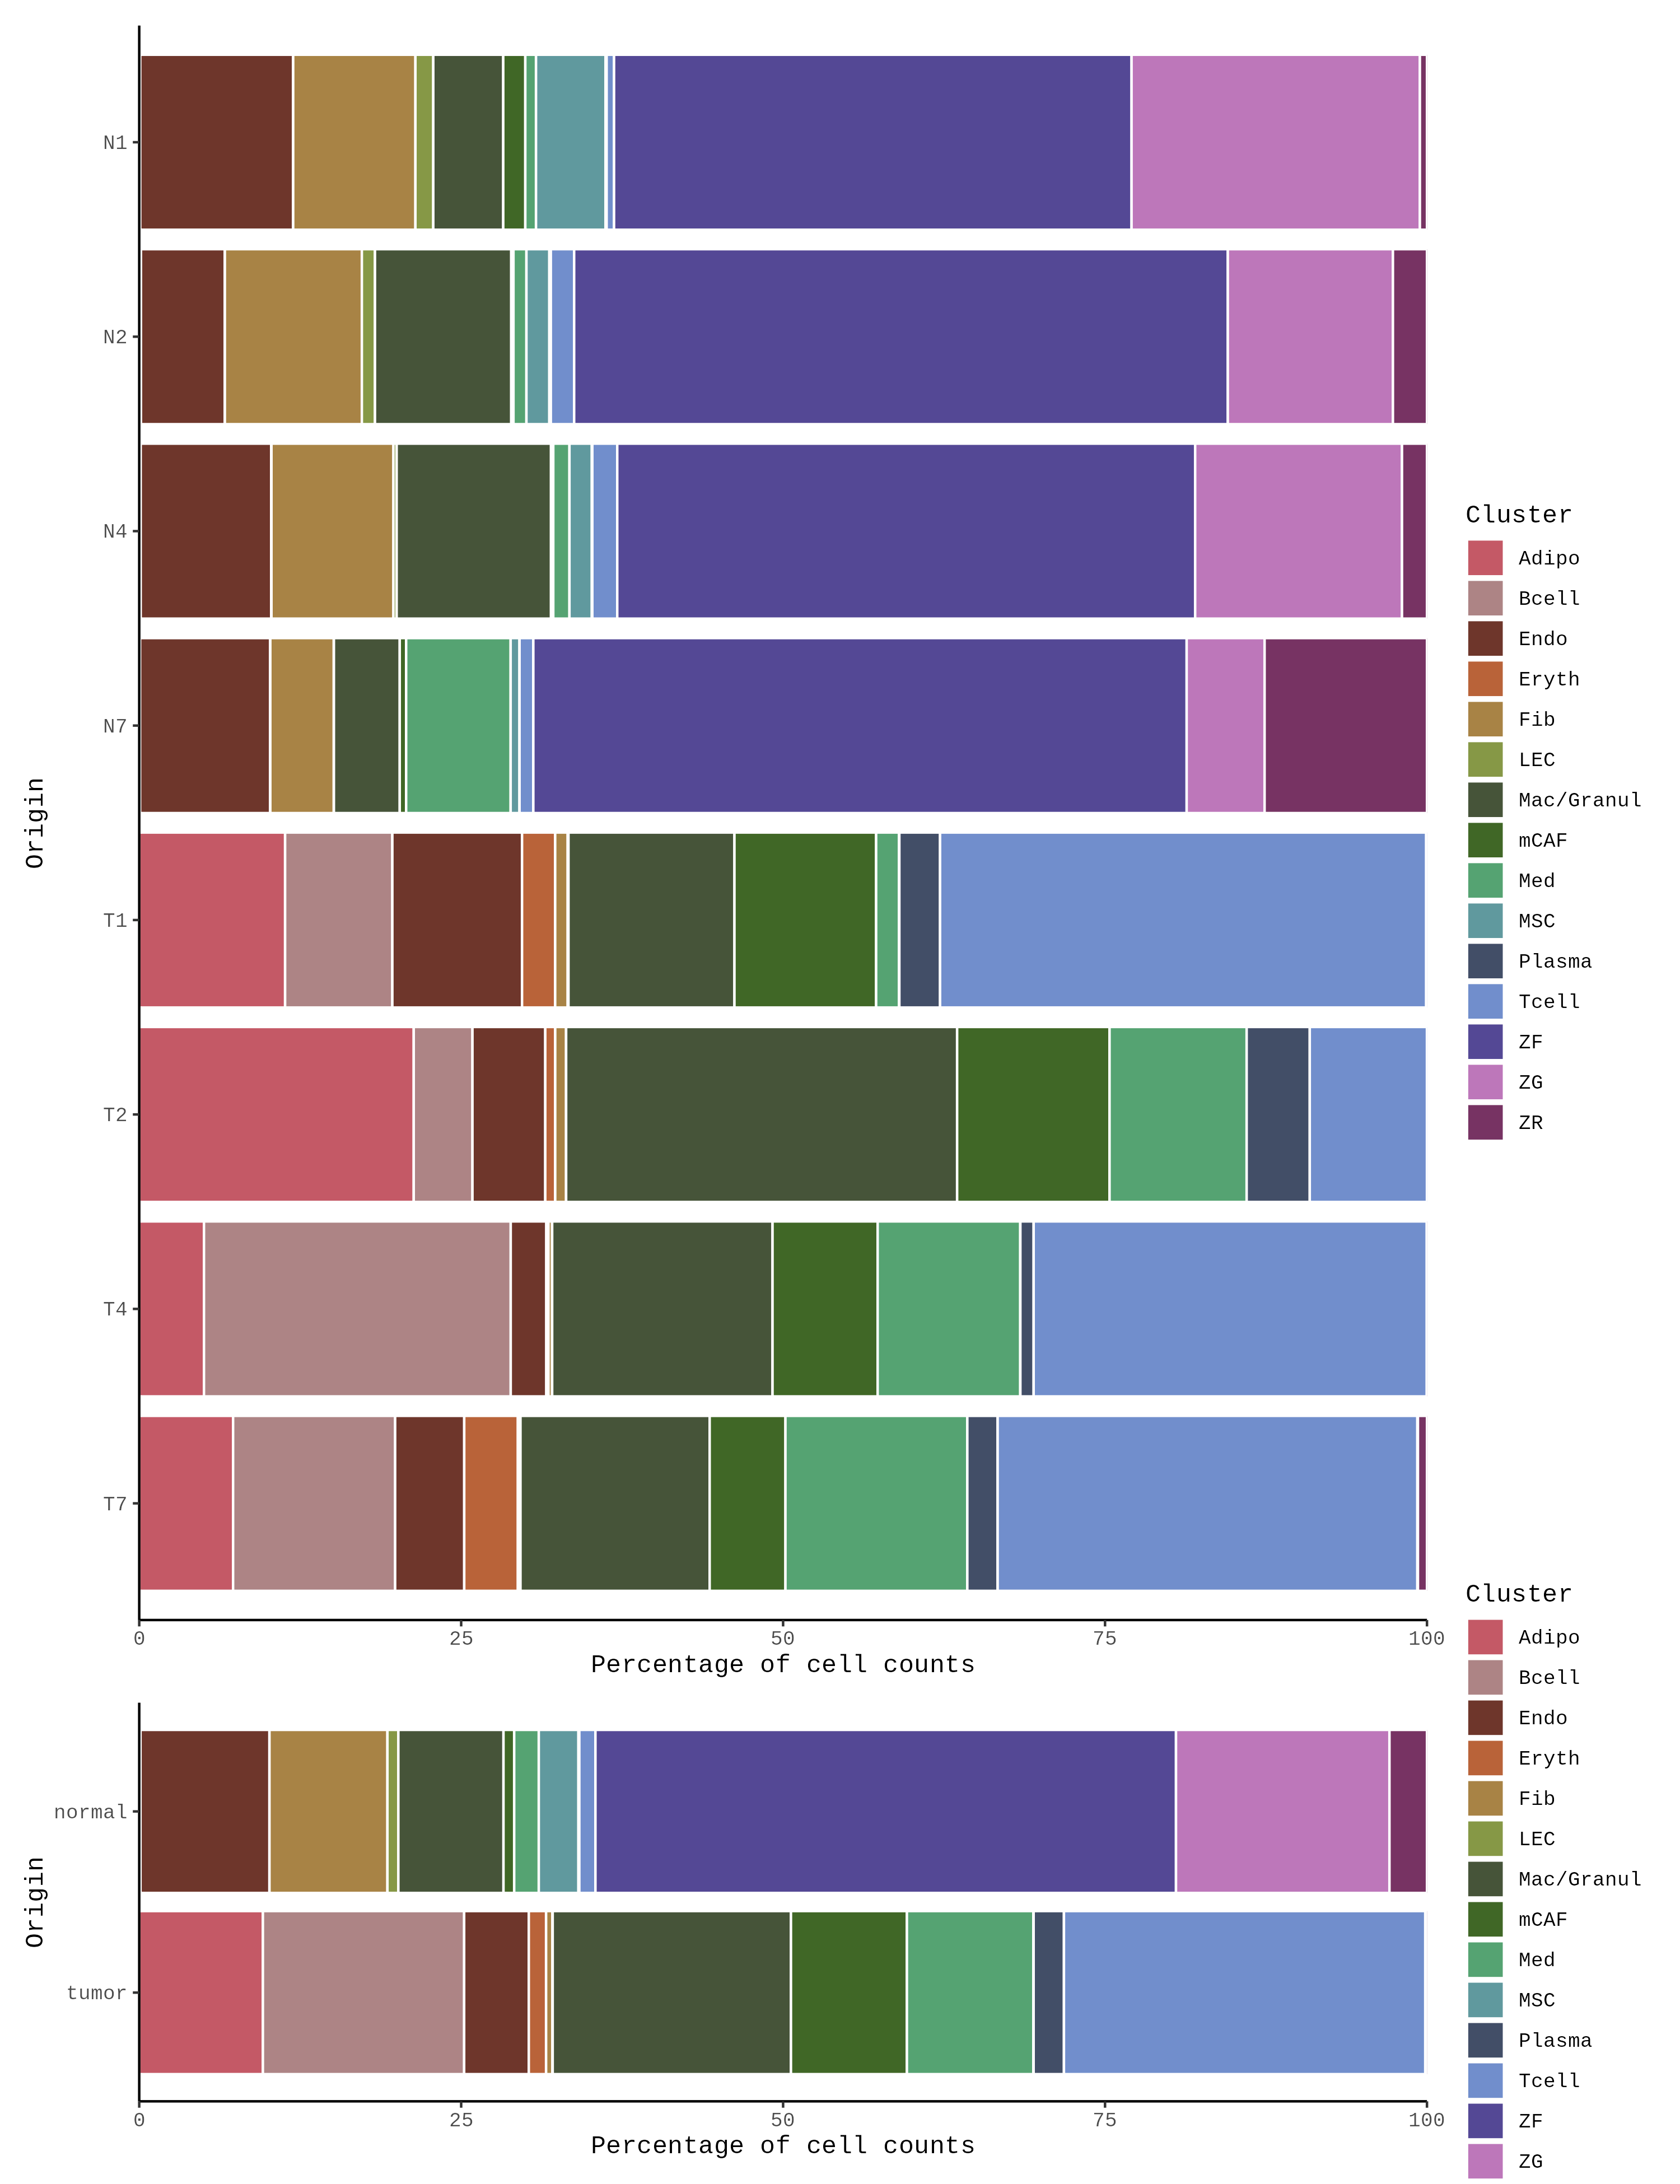 N1
N2
N4
N7
T1
T2
T4
T7
Origin
0 25 50 75 100
Percentage of cell counts
Cluster
Adipo
Bcell
Endo
Eryth
Fib
LEC
Mac/Granul
mCAF
Med
MSC
Plasma
Tcell
ZF
ZG
ZR
normal
tumor
Origin
0 25 50 75 100
Percentage of cell counts
Cluster
Adipo
Bcell
Endo
Eryth
Fib
LEC
Mac/Granul
mCAF
Med
MSC
Plasma
Tcell
ZF
ZG